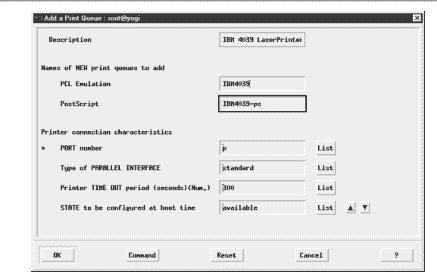 Add a Print Queue : root@yogi
Description IBM 4039 LaserPrinter
Names of NEW print queues to add
PCL Emulation IBM4039
PostScript IBM4039-ps
Printer connection characteristics
* PORT number p List
Type of PARALLEL INTERFACE standard List
Printer TIME OUT period (seconds)(Num.) 300 List
STATE to be configured at boot time available List
OK Command Reset Cancel ?